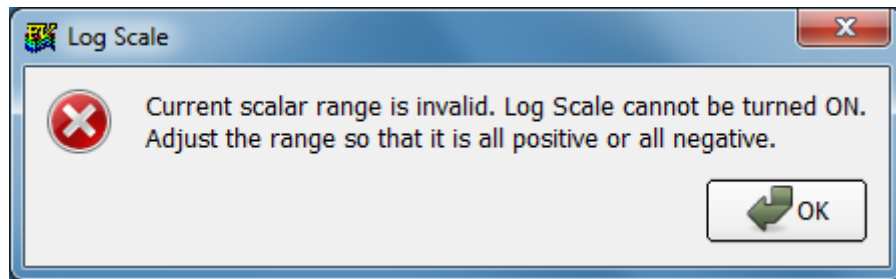 Log Scale
Current scalar range is invalid. Log Scale cannot be turned ON.
Adjust the range so that it is all positive or all negative.
OK